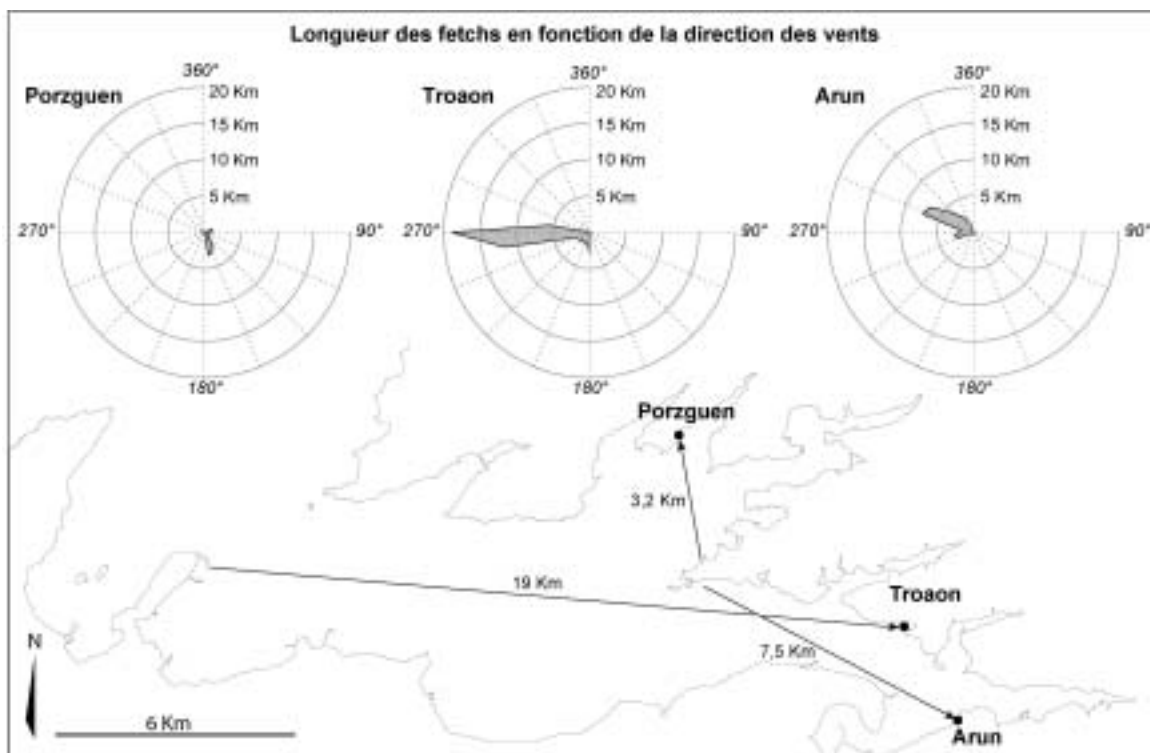 Longueur des fetchs en fonction de la direction des vents
Porzguen
360°
20 Km
15 Km
10 Km
5 Km
270°
90°
180°
Troaon
360°
20 Km
15 Km
10 Km
5 Km
270°
90°
180°
Arun
360°
20 Km
15 Km
10 Km
5 Km
270°
90°
180°
Porzguen
3,2 Km
19 Km
Troaon
7,5 Km
N
6 Km
Arun